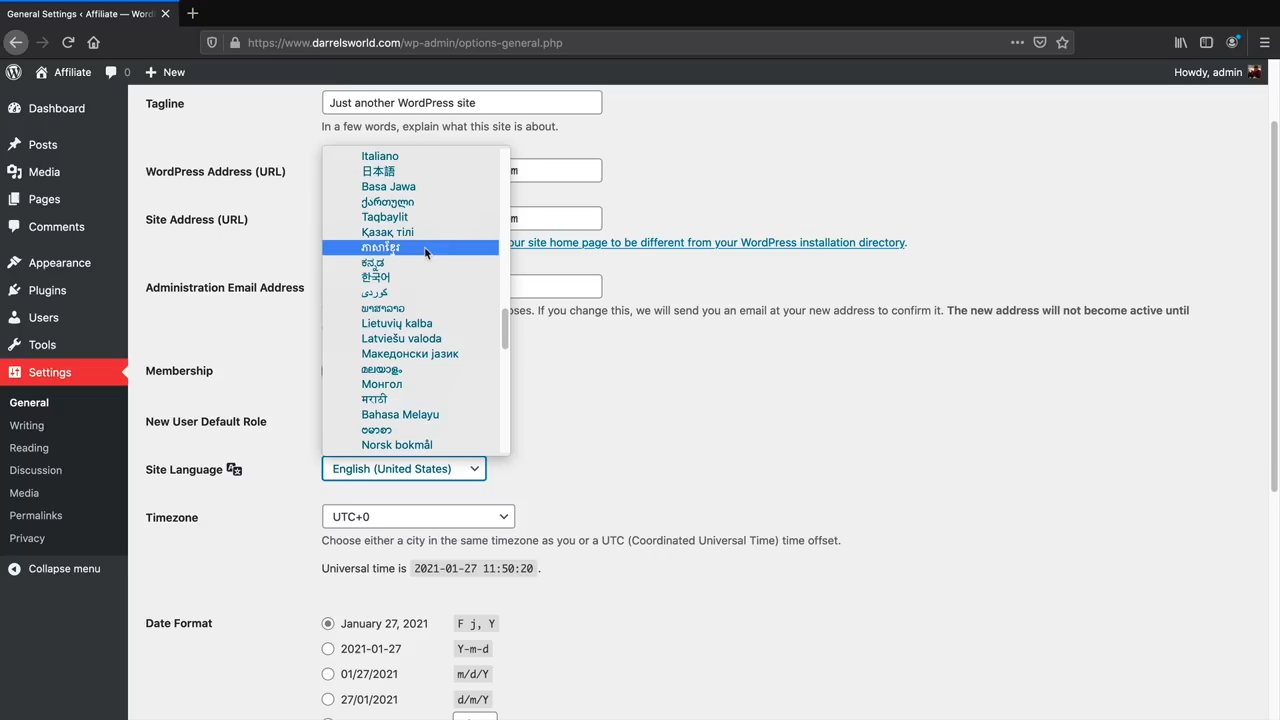 General Settings ‹ Affiliate — Word
https://www.darrelsworld.com/wp-admin/options-general.php
Affiliate 0 New Howdy, admin
Dashboard
Posts
Media
Pages
Comments
Appearance
Plugins
Users
Tools
Settings
General
Writing
Reading
Discussion
Media
Permalinks
Privacy
Collapse menu
Tagline Just another WordPress site
In a few words, explain what this site is about.
WordPress Address (URL) m
Site Address (URL) m
our site home page to be different from your WordPress installation directory.
Administration Email Address
oses. If you change this, we will send you an email at your new address to confirm it. The new address will not become active until
Membership
New User Default Role
Italiano
日本語
Basa Jawa
ქართული
Taqbaylit
Қазақ тілі
ភាសាខ្មែរ
ಕನ್ನಡ
한국어
كوردی
ພາສາລາວ
Lietuvių kalba
Latviešu valoda
Македонски јазик
മലയാളം
Монгол
मराठी
Bahasa Melayu
ဗမာစာ
Norsk bokmål
Site Language English (United States)
Timezone UTC+0
Choose either a city in the same timezone as you or a UTC (Coordinated Universal Time) time offset.
Universal time is 2021-01-27 11:50:20 .
Date Format January 27, 2021 F j, Y
2021-01-27 Y-m-d
01/27/2021 m/d/Y
27/01/2021 d/m/Y